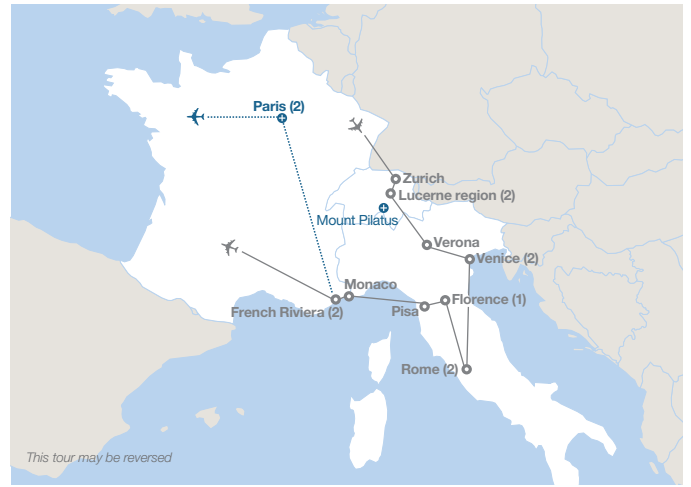 Paris (2)
Zurich
Lucerne region (2)
Mount Pilatus
Verona
Venice (2)
Monaco
French Riviera (2)
Pisa
Florence (1)
Rome (2)
This tour may be reversed